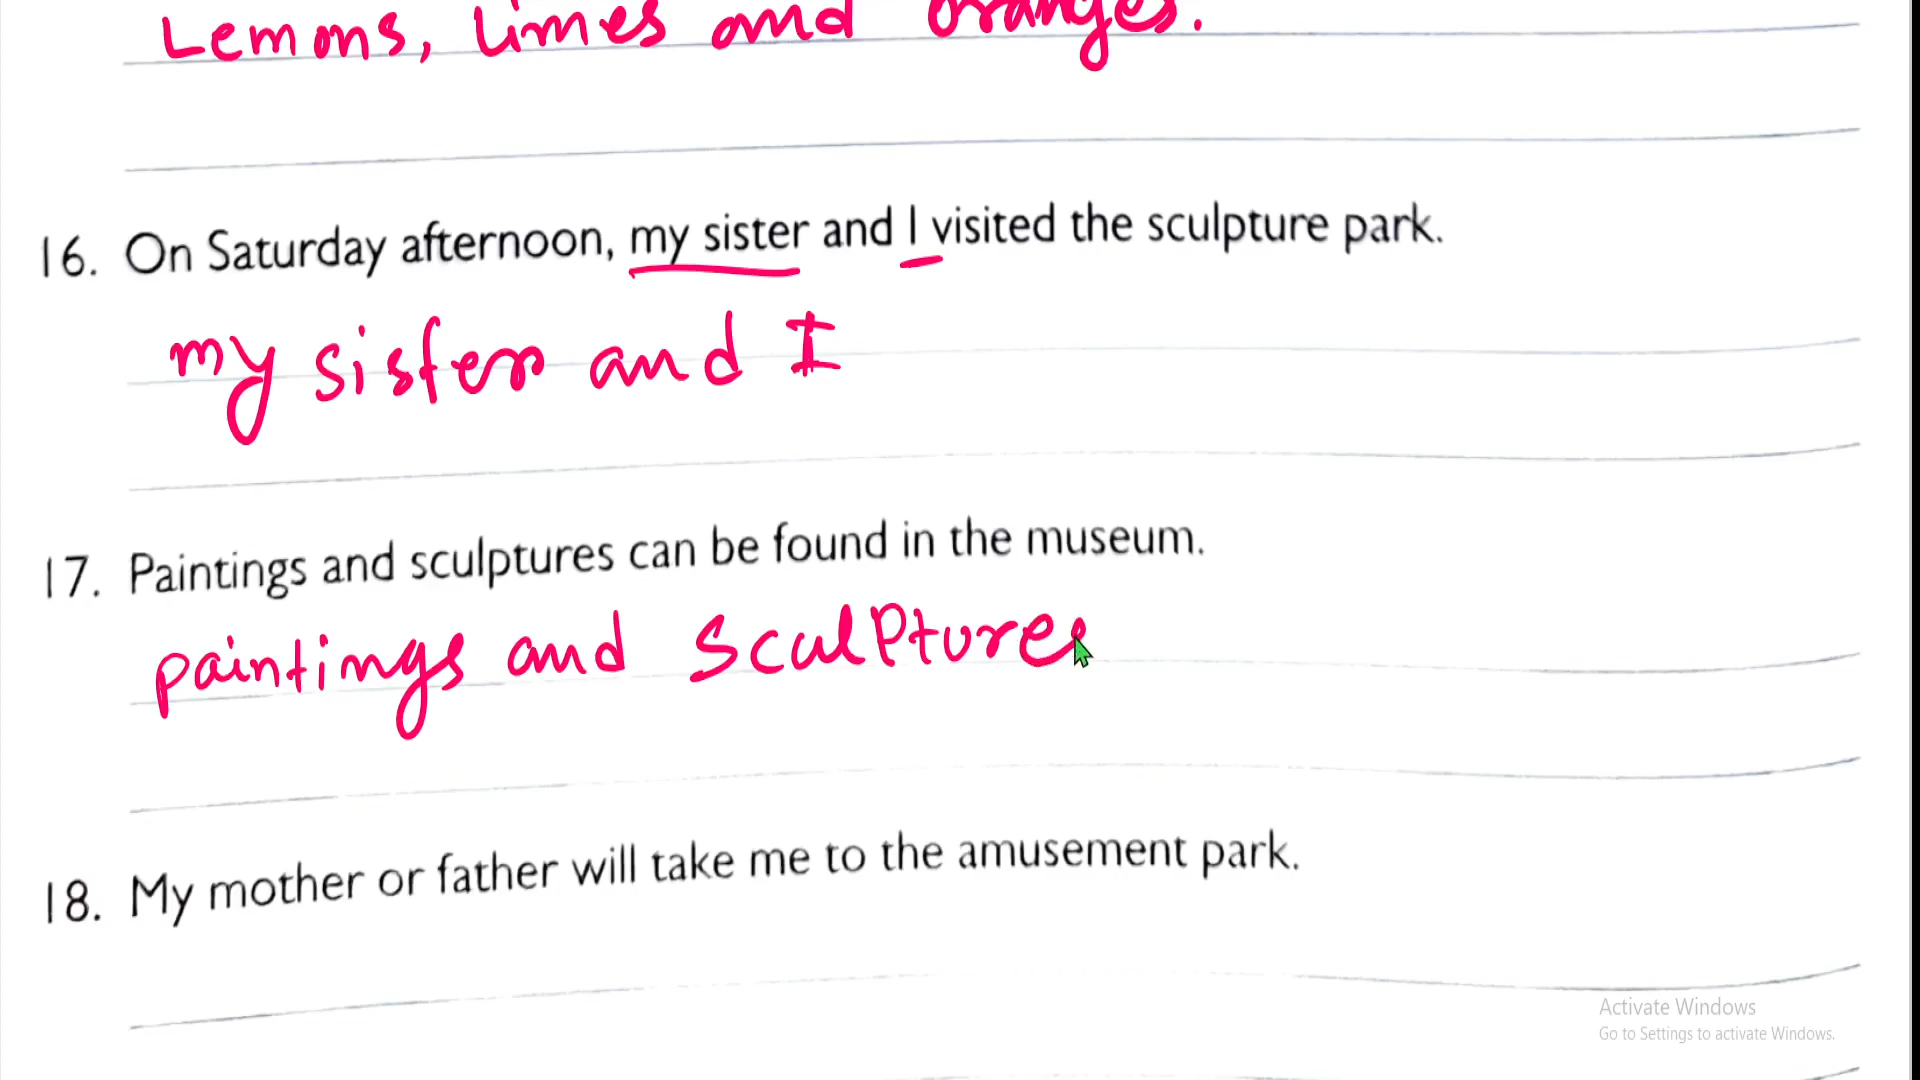 Lemons, limes and oranges.
16. On Saturday afternoon, my sister and I visited the sculpture park.
my sister and I
17. Paintings and sculptures can be found in the museum.
paintings and sculptures
18. My mother or father will take me to the amusement park.
Activate Windows
Go to Settings to activate Windows.